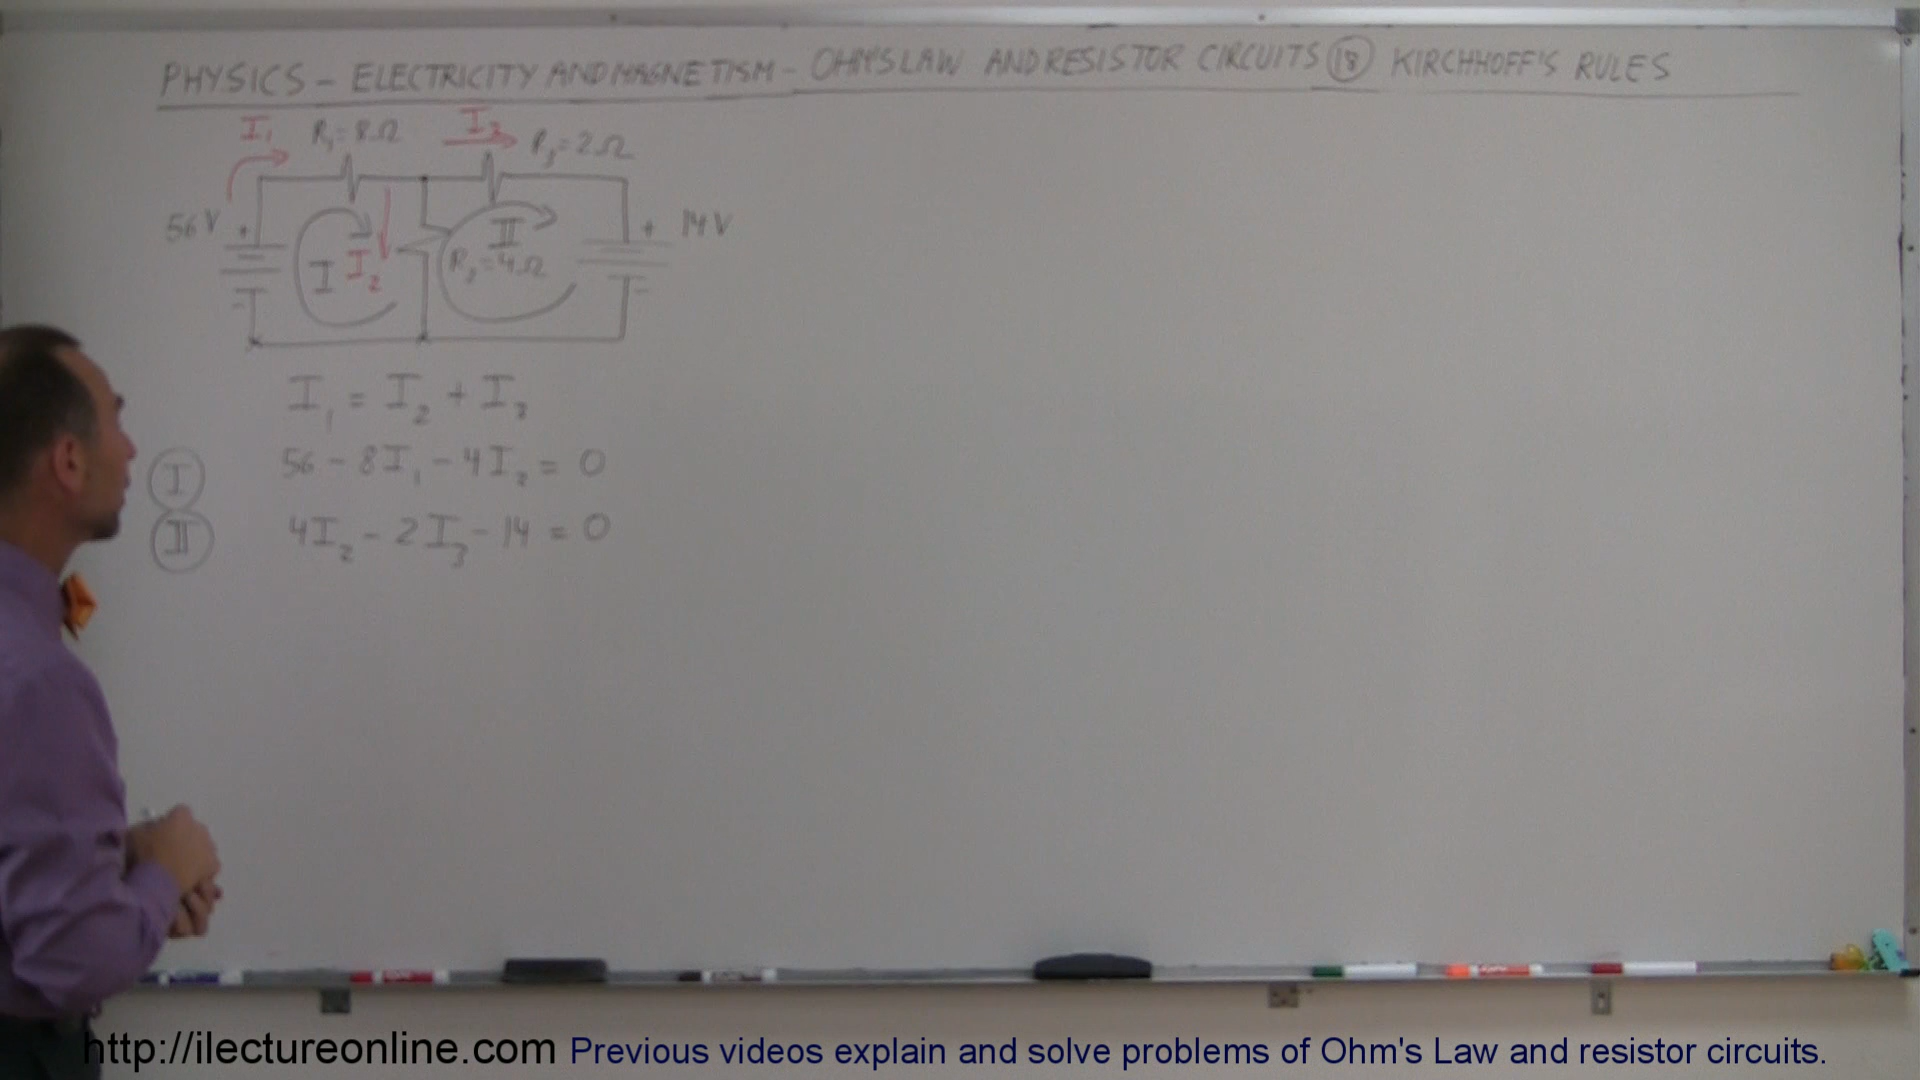 PHYSICS - ELECTRICITY AND MAGNETISM - OHM'S LAW AND RESISTOR CIRCUITS 18 KIRCHHOFF'S RULES
I₁ R₁=8Ω I₃ R₃=2Ω
56V + + 14V
I I₂ II
R₂=4Ω
- -
I₁ = I₂ + I₃
I 56 - 8I₁ - 4I₂ = 0
II 4I₂ - 2I₃ - 14 = 0
http://ilectureonline.com Previous videos explain and solve problems of Ohm's Law and resistor circuits.